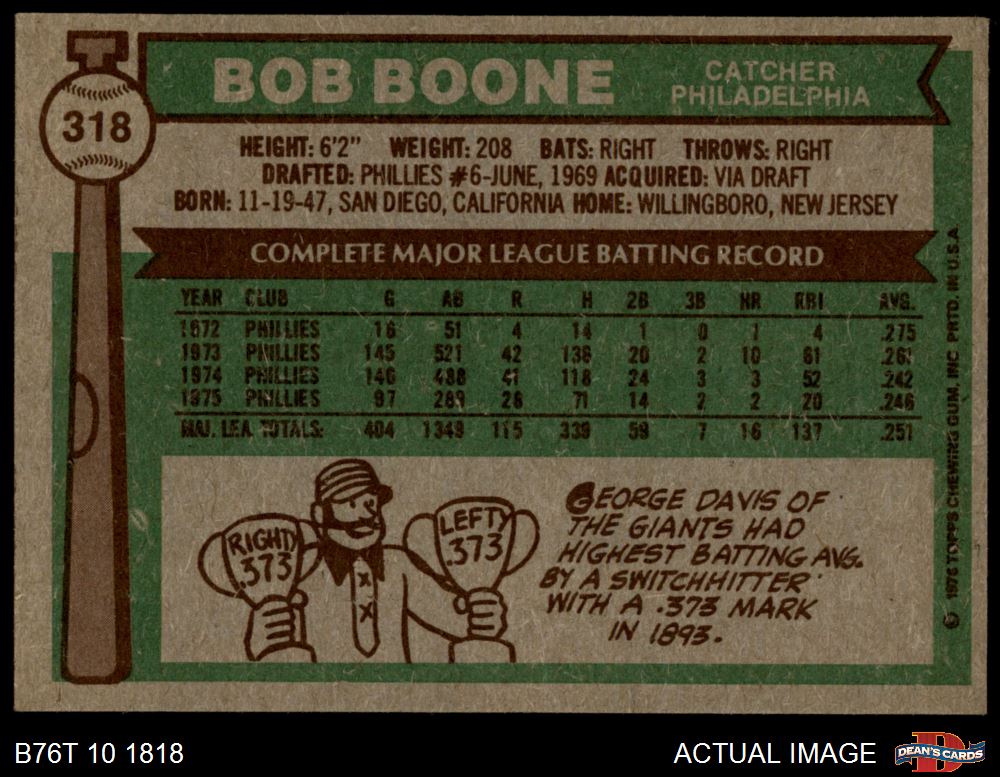 318
BOB BOONE
CATCHER
PHILADELPHIA
HEIGHT: 6'2" WEIGHT: 208 BATS: RIGHT THROWS: RIGHT
DRAFTED: PHILLIES #6-JUNE, 1969 ACQUIRED: VIA DRAFT
BORN: 11-19-47, SAN DIEGO, CALIFORNIA HOME: WILLINGBORO, NEW JERSEY
COMPLETE MAJOR LEAGUE BATTING RECORD
YEAR CLUB G AB R H 2B 3B HR RBI AVG.
1972 PHILLIES 16 51 4 14 1 0 1 4 .275
1973 PHILLIES 145 521 42 136 20 2 10 61 .261
1974 PHILLIES 146 488 41 118 24 3 3 52 .242
1975 PHILLIES 97 289 28 71 14 2 2 20 .246
MAJ. LEA. TOTALS: 404 1349 115 339 59 7 16 137 .251
RIGHTY
.373
LEFTY
.373
GEORGE DAVIS OF
THE GIANTS HAD
HIGHEST BATTING AVG.
BY A SWITCHHITTER
WITH A .373 MARK
IN 1893.
© 1976 TOPPS CHEWING GUM, INC. PRTD. IN U.S.A.
B76T 10 1818
ACTUAL IMAGE
DEAN'S CARDS